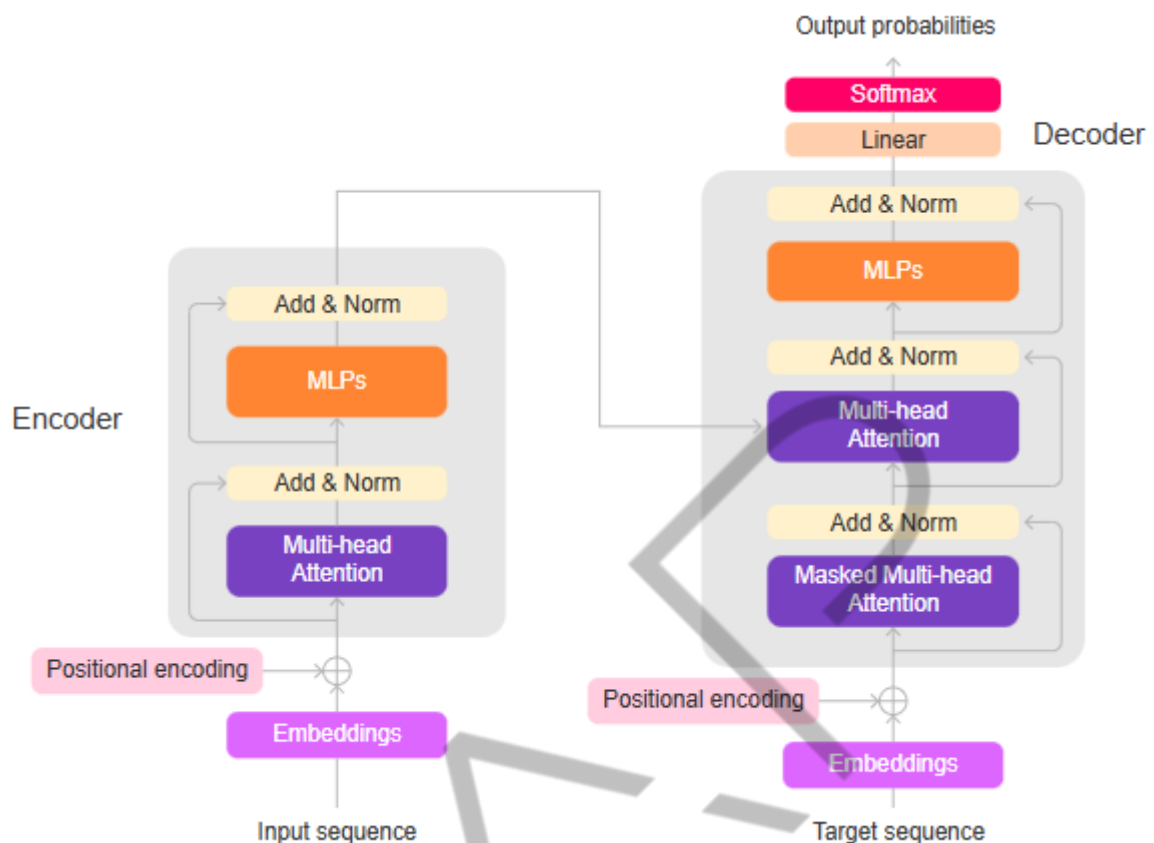 Output probabilities
Softmax
Linear
Decoder
Add & Norm
MLPs
Add & Norm
Multi-head
Attention
Add & Norm
Masked Multi-head
Attention
Positional encoding
Embeddings
Target sequence
Encoder
Add & Norm
MLPs
Add & Norm
Multi-head
Attention
Positional encoding
Embeddings
Input sequence